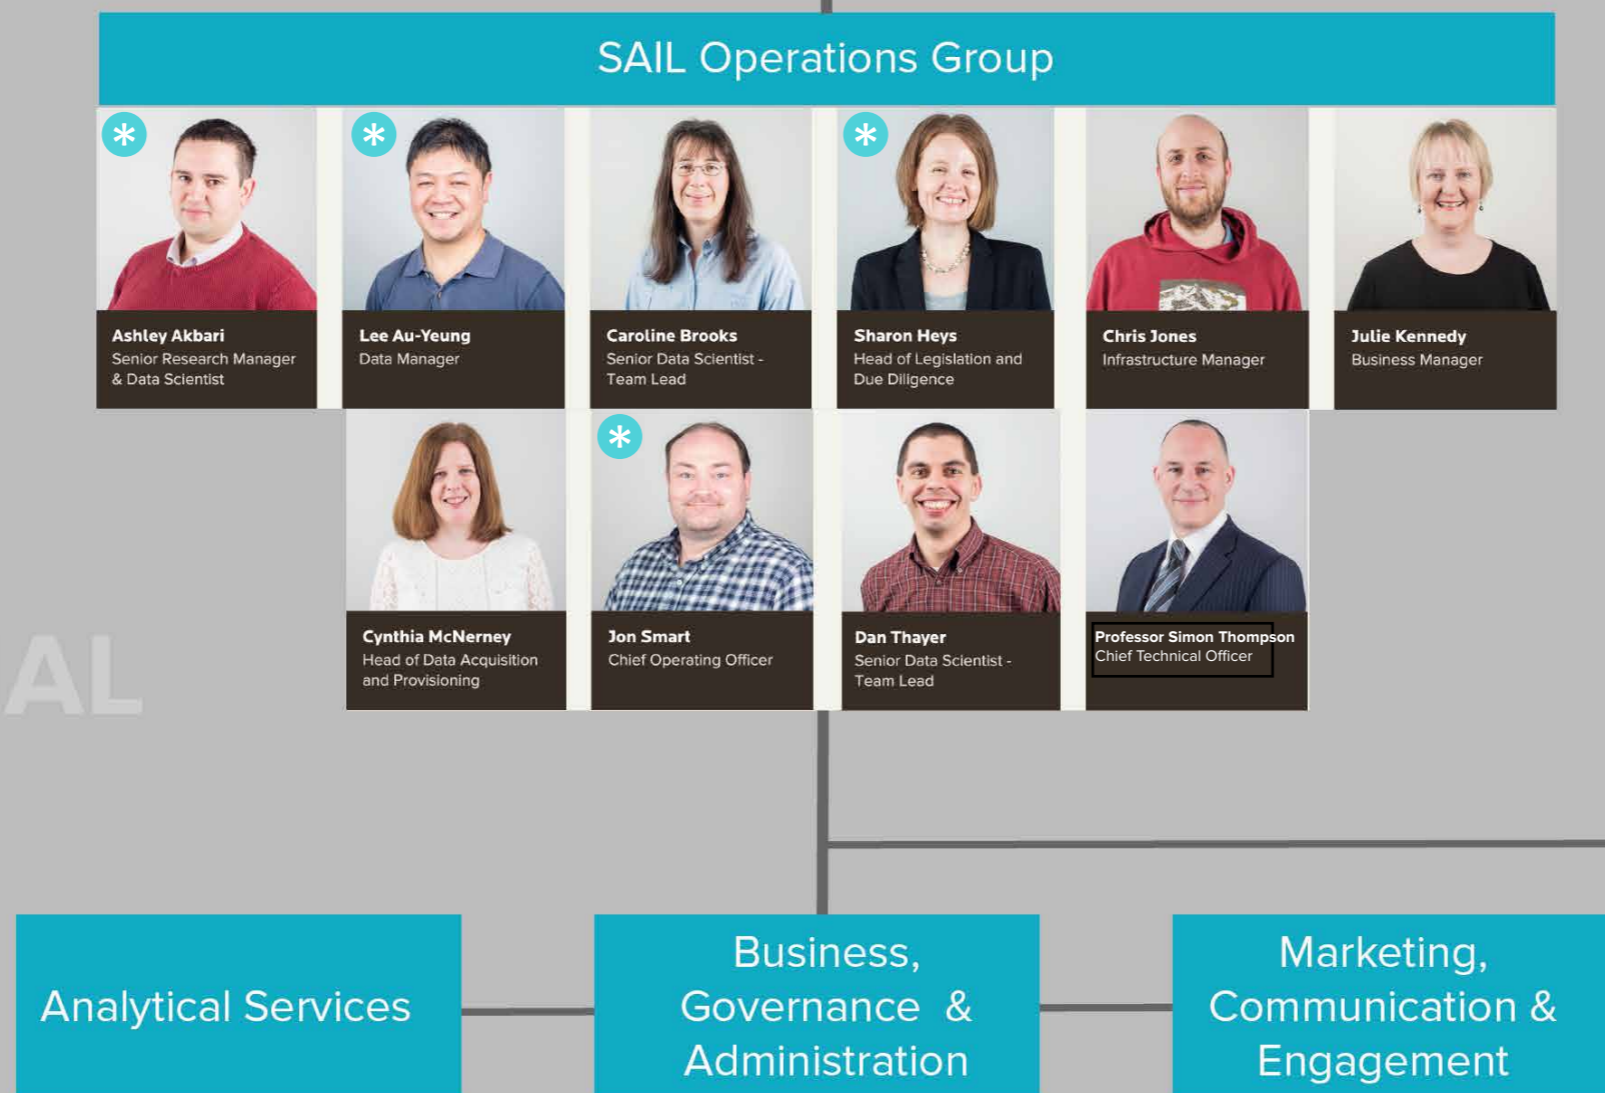 SAIL Operations Group
*
*
*
Ashley Akbari
Senior Research Manager
& Data Scientist
Lee Au-Yeung
Data Manager
Caroline Brooks
Senior Data Scientist -
Team Lead
Sharon Heys
Head of Legislation and
Due Diligence
Chris Jones
Infrastructure Manager
Julie Kennedy
Business Manager
*
Cynthia McNerney
Head of Data Acquisition
and Provisioning
Jon Smart
Chief Operating Officer
Dan Thayer
Senior Data Scientist -
Team Lead
Professor Simon Thompson
Chief Technical Officer
AL
Analytical Services
Business,
Governance &
Administration
Marketing,
Communication &
Engagement